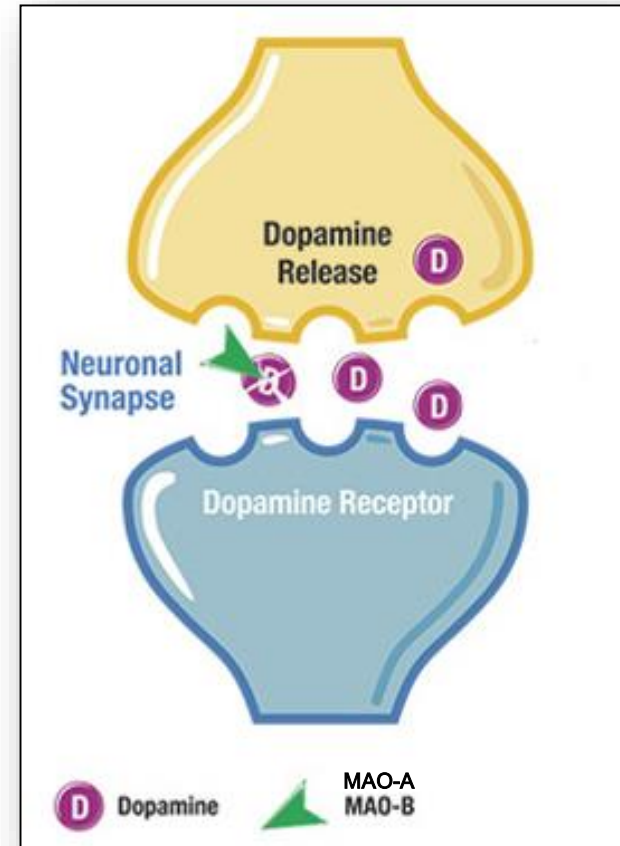 Dopamine
Release
D
Neuronal
Synapse
D
D
D
Dopamine Receptor
D Dopamine
MAO-A
MAO-B